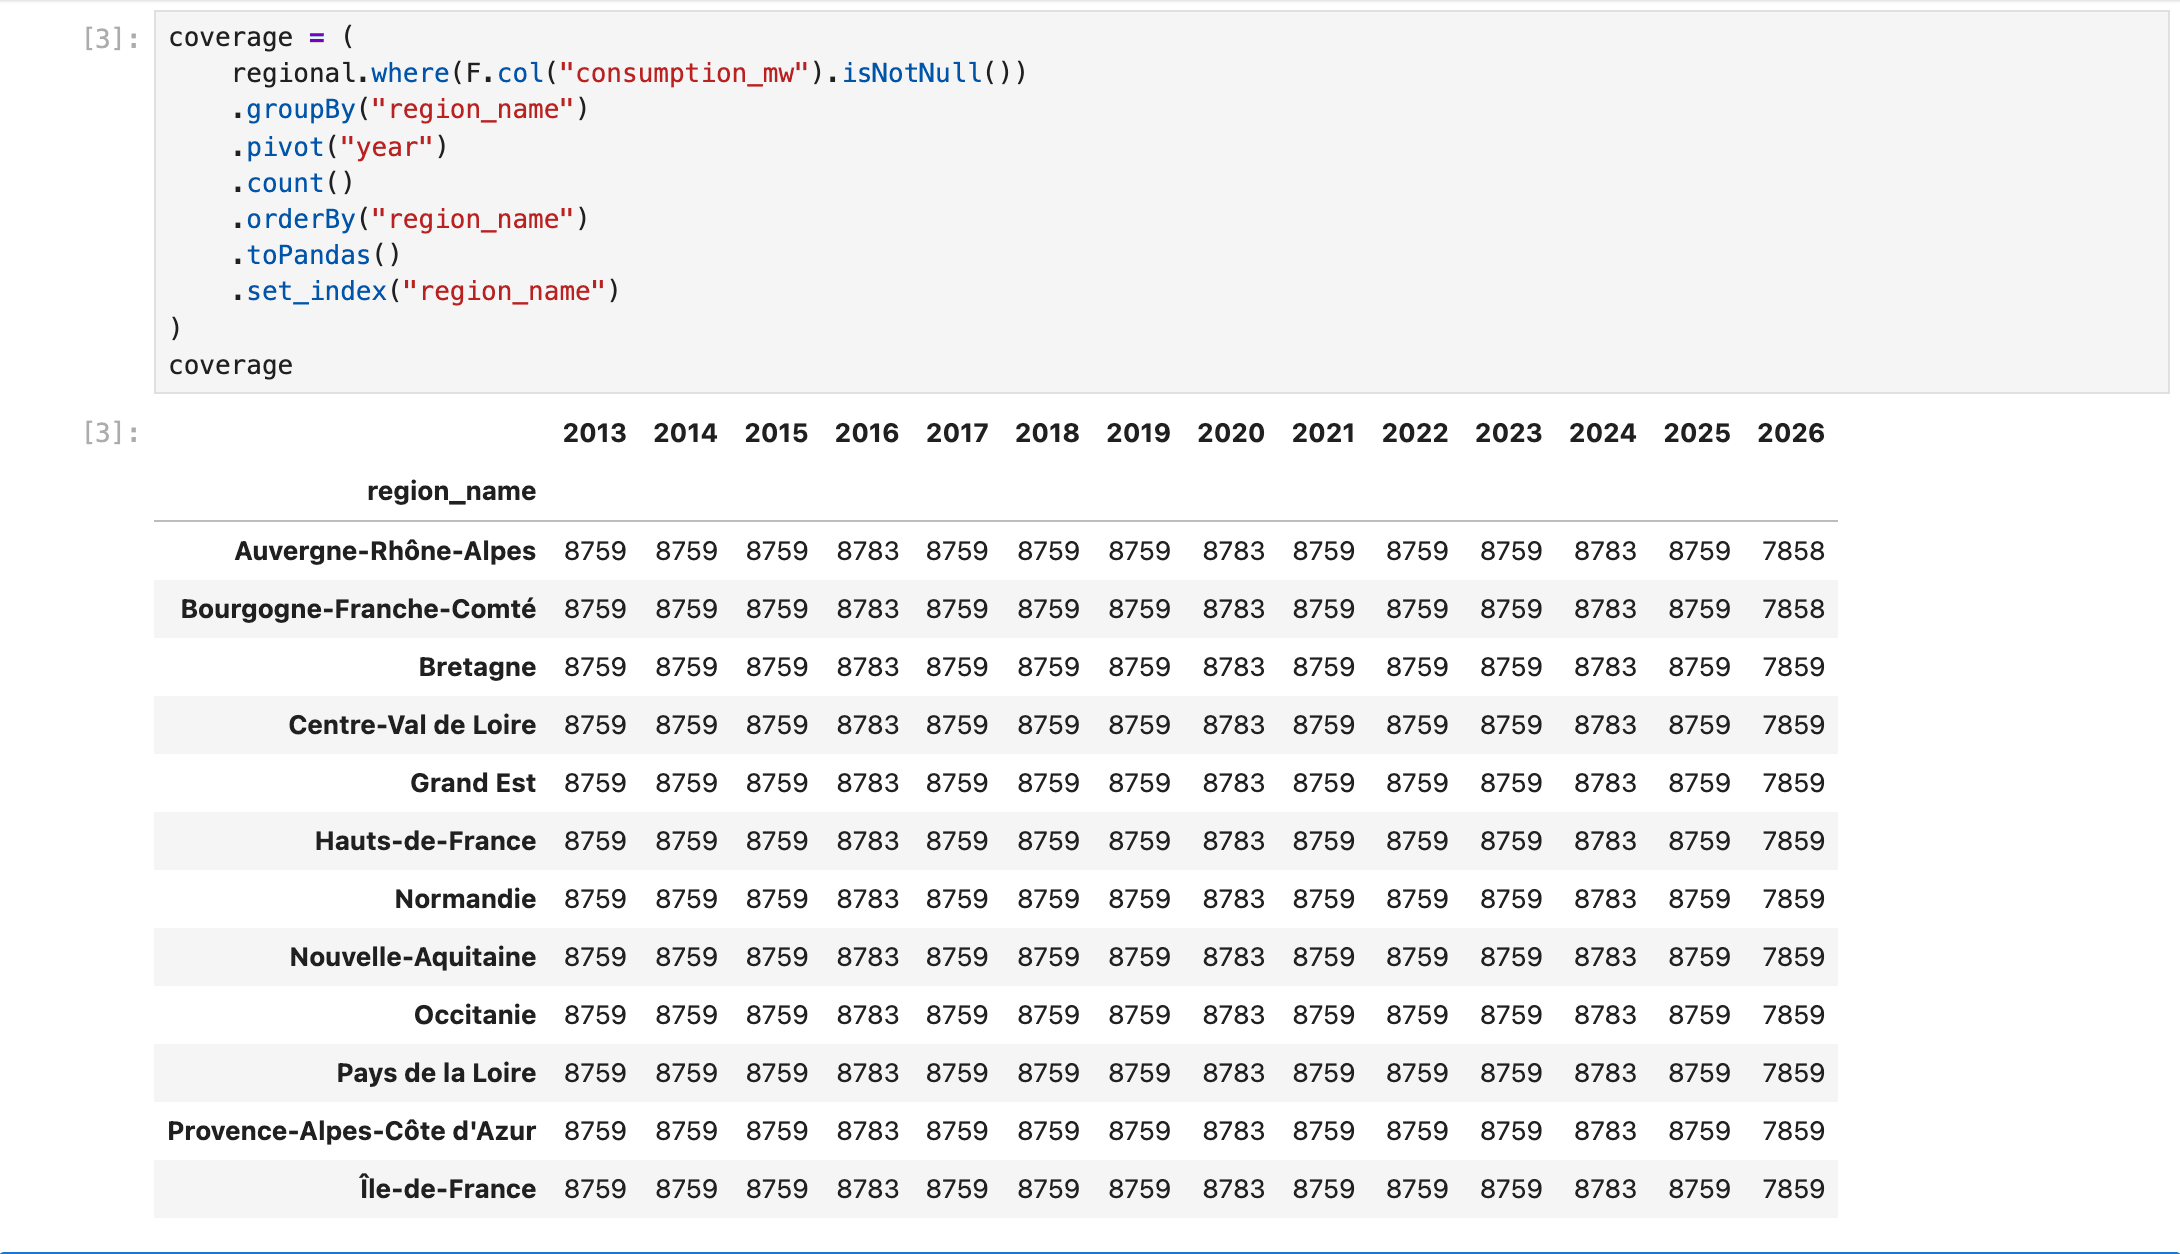 [3]:
coverage = (
    regional.where(F.col("consumption_mw").isNotNull())
    .groupBy("region_name")
    .pivot("year")
    .count()
    .orderBy("region_name")
    .toPandas()
    .set_index("region_name")
)
coverage
[3]:
2013 2014 2015 2016 2017 2018 2019 2020 2021 2022 2023 2024 2025 2026
region_name
Auvergne-Rhône-Alpes 8759 8759 8759 8783 8759 8759 8759 8783 8759 8759 8759 8783 8759 7858
Bourgogne-Franche-Comté 8759 8759 8759 8783 8759 8759 8759 8783 8759 8759 8759 8783 8759 7858
Bretagne 8759 8759 8759 8783 8759 8759 8759 8783 8759 8759 8759 8783 8759 7859
Centre-Val de Loire 8759 8759 8759 8783 8759 8759 8759 8783 8759 8759 8759 8783 8759 7859
Grand Est 8759 8759 8759 8783 8759 8759 8759 8783 8759 8759 8759 8783 8759 7859
Hauts-de-France 8759 8759 8759 8783 8759 8759 8759 8783 8759 8759 8759 8783 8759 7859
Normandie 8759 8759 8759 8783 8759 8759 8759 8783 8759 8759 8759 8783 8759 7859
Nouvelle-Aquitaine 8759 8759 8759 8783 8759 8759 8759 8783 8759 8759 8759 8783 8759 7859
Occitanie 8759 8759 8759 8783 8759 8759 8759 8783 8759 8759 8759 8783 8759 7859
Pays de la Loire 8759 8759 8759 8783 8759 8759 8759 8783 8759 8759 8759 8783 8759 7859
Provence-Alpes-Côte d'Azur 8759 8759 8759 8783 8759 8759 8759 8783 8759 8759 8759 8783 8759 7859
Île-de-France 8759 8759 8759 8783 8759 8759 8759 8783 8759 8759 8759 8783 8759 7859